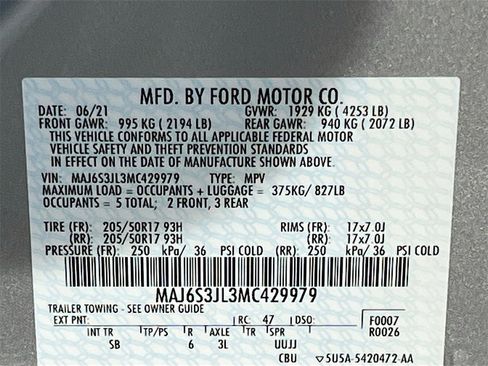 MFD. BY FORD MOTOR CO.
DATE: 06/21 GVWR: 1929 KG ( 4253 LB)
FRONT GAWR: 995 KG ( 2194 LB) REAR GAWR: 940 KG ( 2072 LB)
THIS VEHICLE CONFORMS TO ALL APPLICABLE FEDERAL MOTOR
VEHICLE SAFETY AND THEFT PREVENTION STANDARDS
IN EFFECT ON THE DATE OF MANUFACTURE SHOWN ABOVE.
VIN: MAJ6S3JL3MC429979 TYPE: MPV
MAXIMUM LOAD = OCCUPANTS + LUGGAGE = 375KG/ 827LB
OCCUPANTS = 5 TOTAL; 2 FRONT, 3 REAR
TIRE (FR): 205/50R17 93H RIMS (FR): 17x7.0J
(RR): 205/50R17 93H (RR): 17x7.0J
PRESSURE (FR): 250 kPa/ 36 PSI COLD (RR): 250 kPa/ 36 PSI COLD
MAJ6S3JL3MC429979
TRAILER TOWING - SEE OWNER GUIDE
EXT PNT: RC: 47 DSO: F0007
INT TR TP/PS R AXLE TR SPR R0026
SB 6 3L UUJJ
CBU 5U5A-5420472-AA